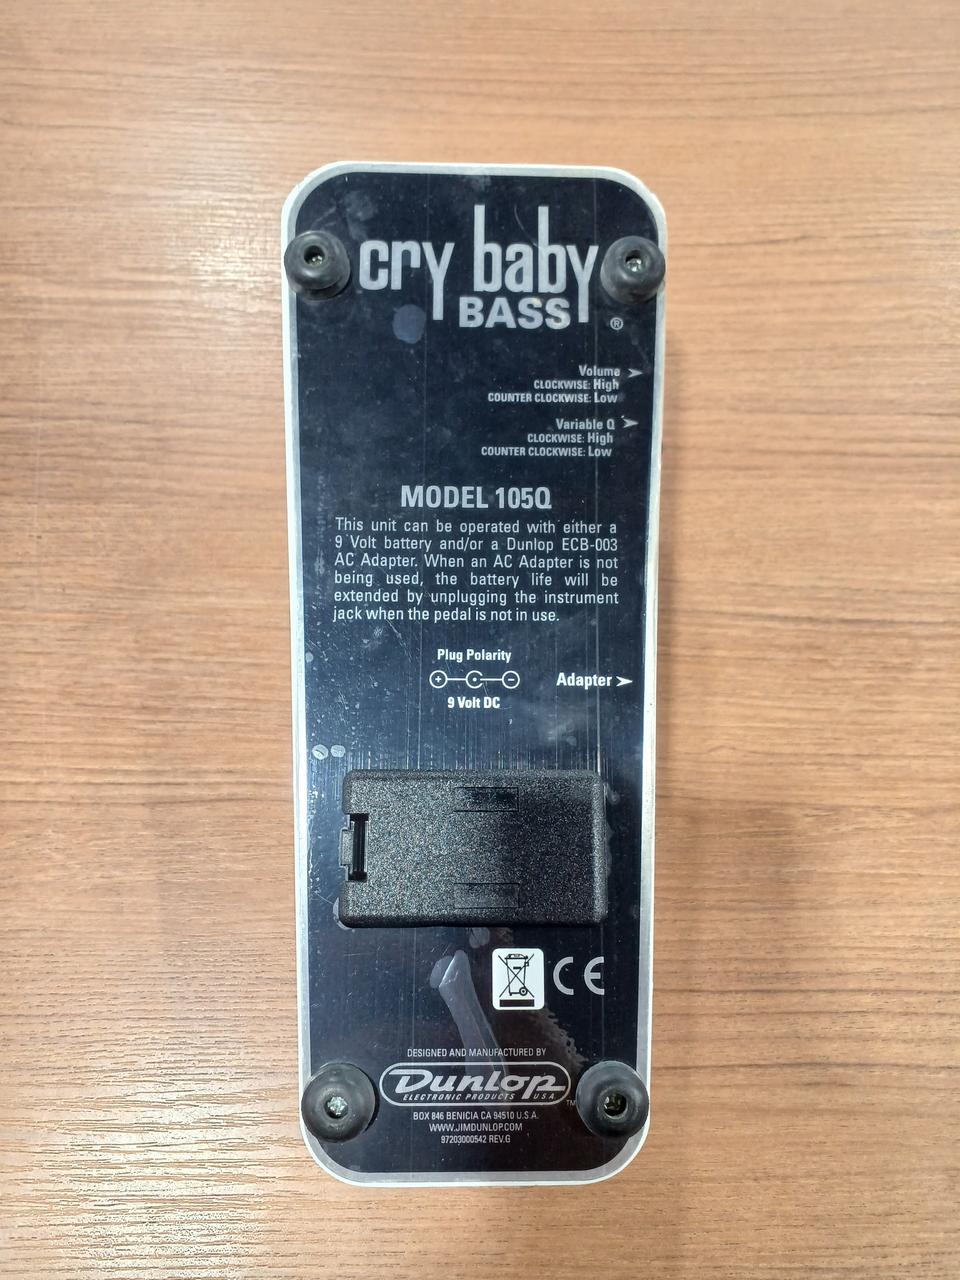 cry baby
BASS ®
Volume
CLOCKWISE: High
COUNTER CLOCKWISE: Low
Variable Q
CLOCKWISE: High
COUNTER CLOCKWISE: Low
MODEL 105Q
This unit can be operated with either a
9 Volt battery and/or a Dunlop ECB-003
AC Adapter. When an AC Adapter is not
being used, the battery life will be
extended by unplugging the instrument
jack when the pedal is not in use.
Plug Polarity
+ -
Adapter
9 Volt DC
CE
DESIGNED AND MANUFACTURED BY
Dunlop
ELECTRONIC PRODUCTS U.S.A. TM
BOX 846 BENICIA CA 94510 U.S.A.
WWW.JIMDUNLOP.COM
97203000542 REV.G